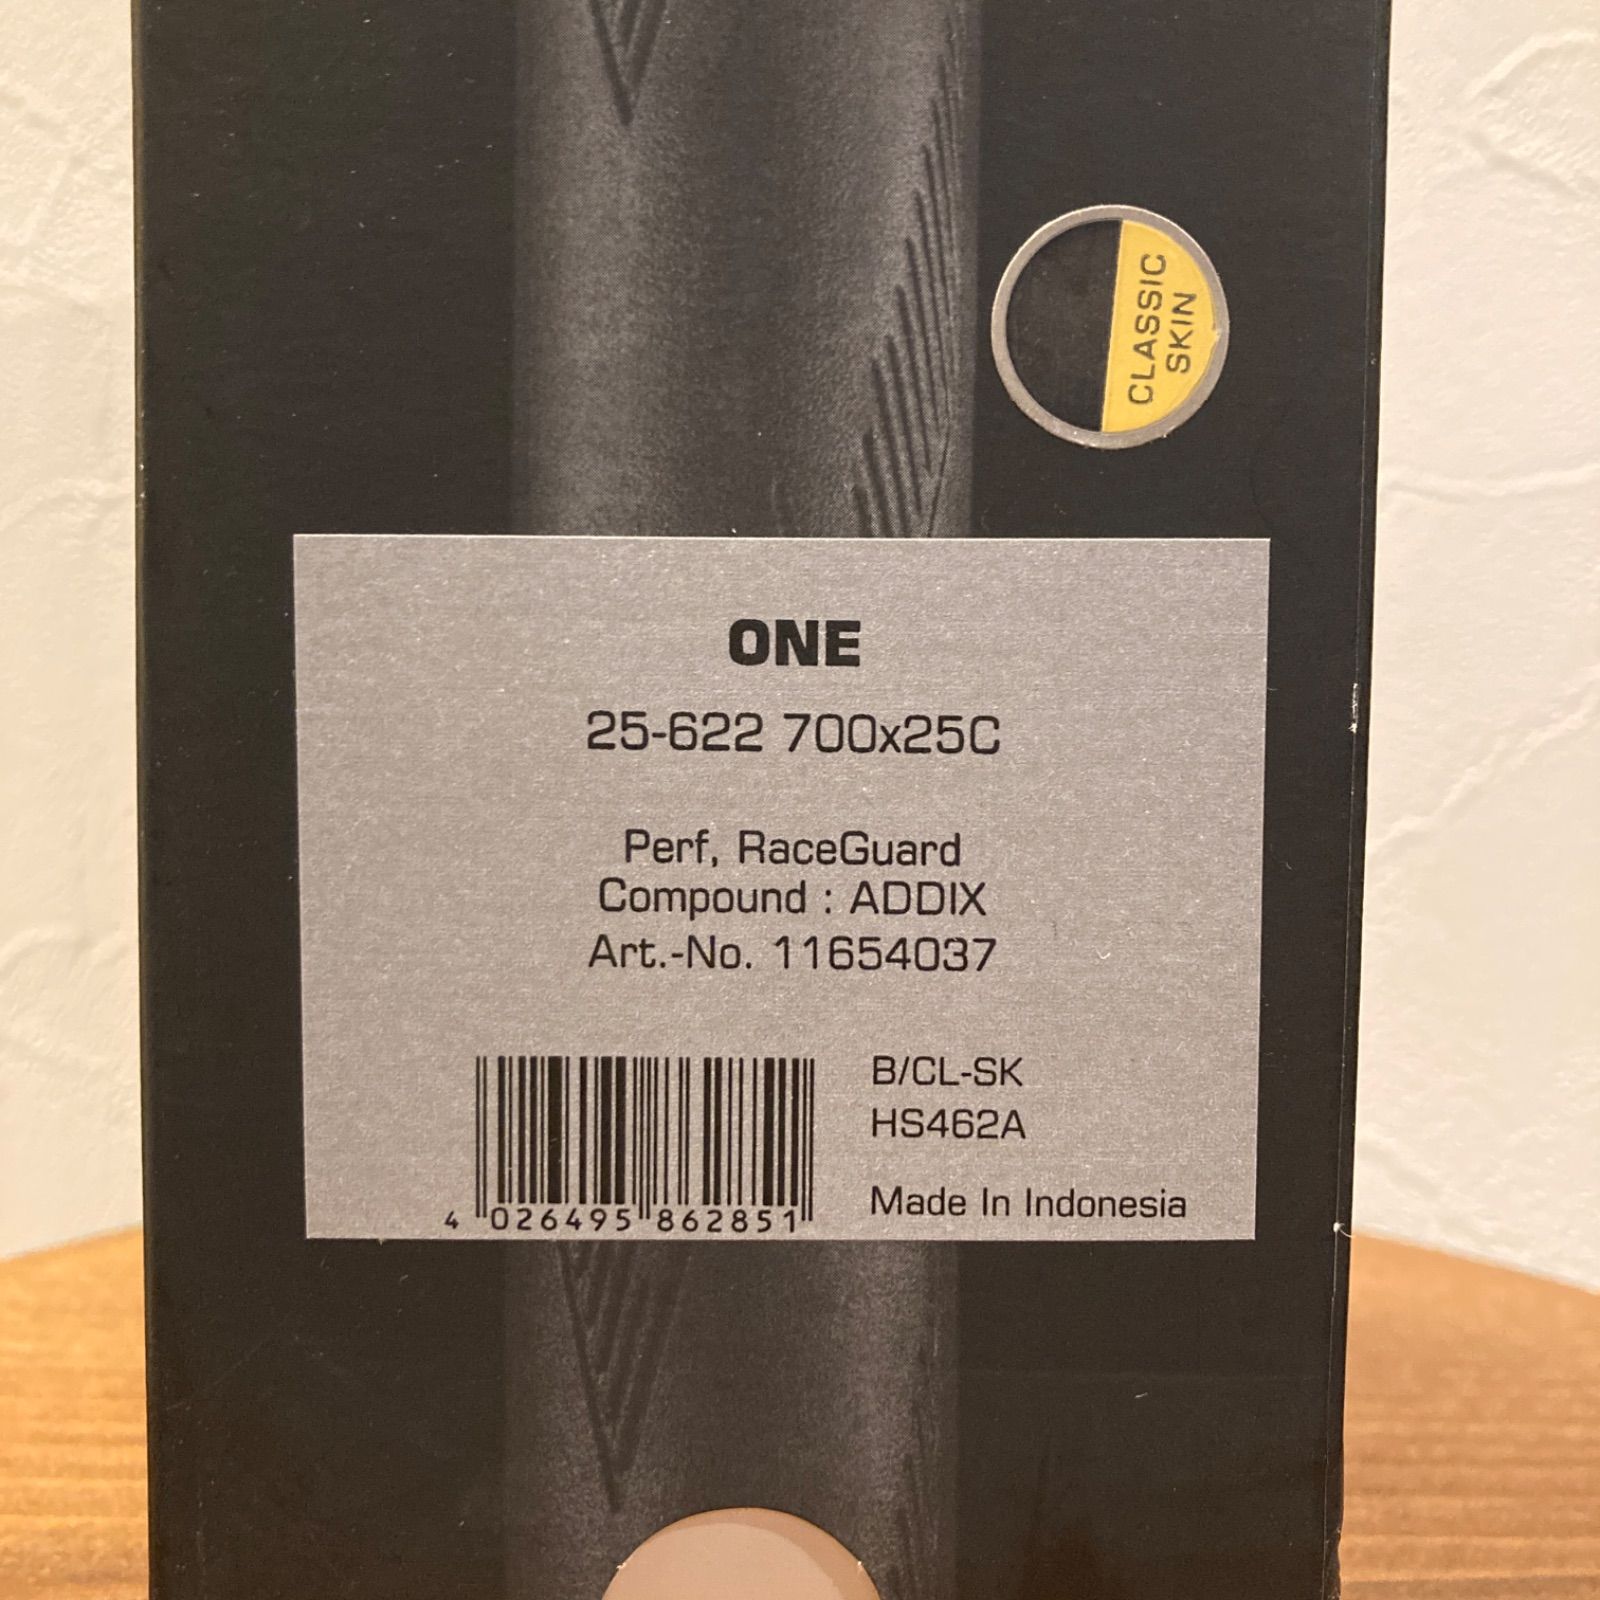 CLASSIC
SKIN
ONE
25-622 700x25C
Perf, RaceGuard
Compound : ADDIX
Art.-No. 11654037
B/CL-SK
HS462A
Made In Indonesia
4 026495 862851